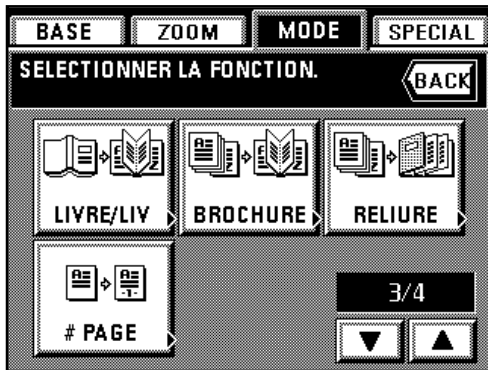 BASE ZOOM MODE SPECIAL
SELECTIONNER LA FONCTION.
BACK
LIVRE/LIV BROCHURE RELIURE
# PAGE
3/4